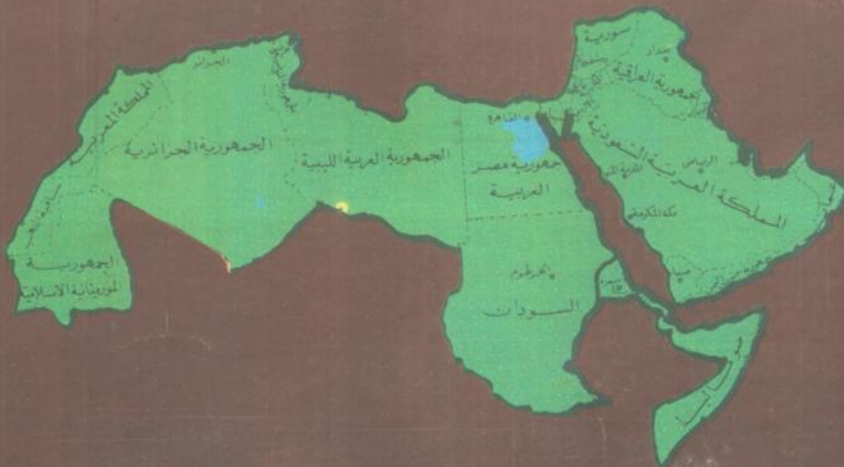 سورية
بغداد
الجمهورية العراقية
الجزائر
المملكة المغربية
الجمهورية الجزائرية
الجمهورية العربية الليبية
القاهرة
جمهورية مصر
العربية
المملكة العربية السعودية
الرياض
مكة المكرمة
الجمهورية
الموريتانية الاسلامية
الخرطوم
السودان
صوماليا